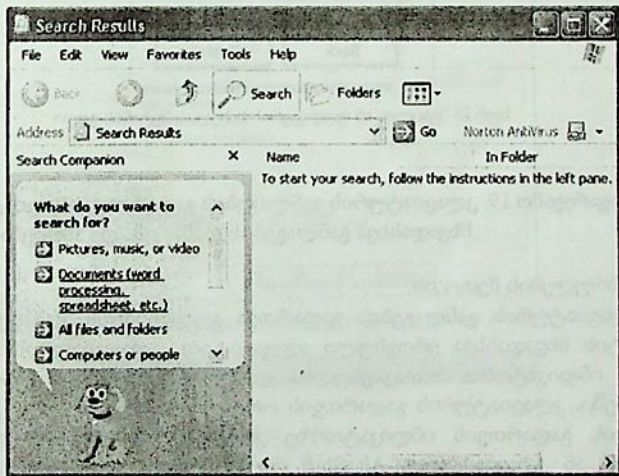 Search Results
File Edit View Favorites Tools Help
Back Search Folders
Address Search Results Go Norton AntiVirus
Search Companion Name In Folder
To start your search, follow the instructions in the left pane.
What do you want to
search for?
Pictures, music, or video
Documents (word
processing,
spreadsheet, etc.)
All files and folders
Computers or people